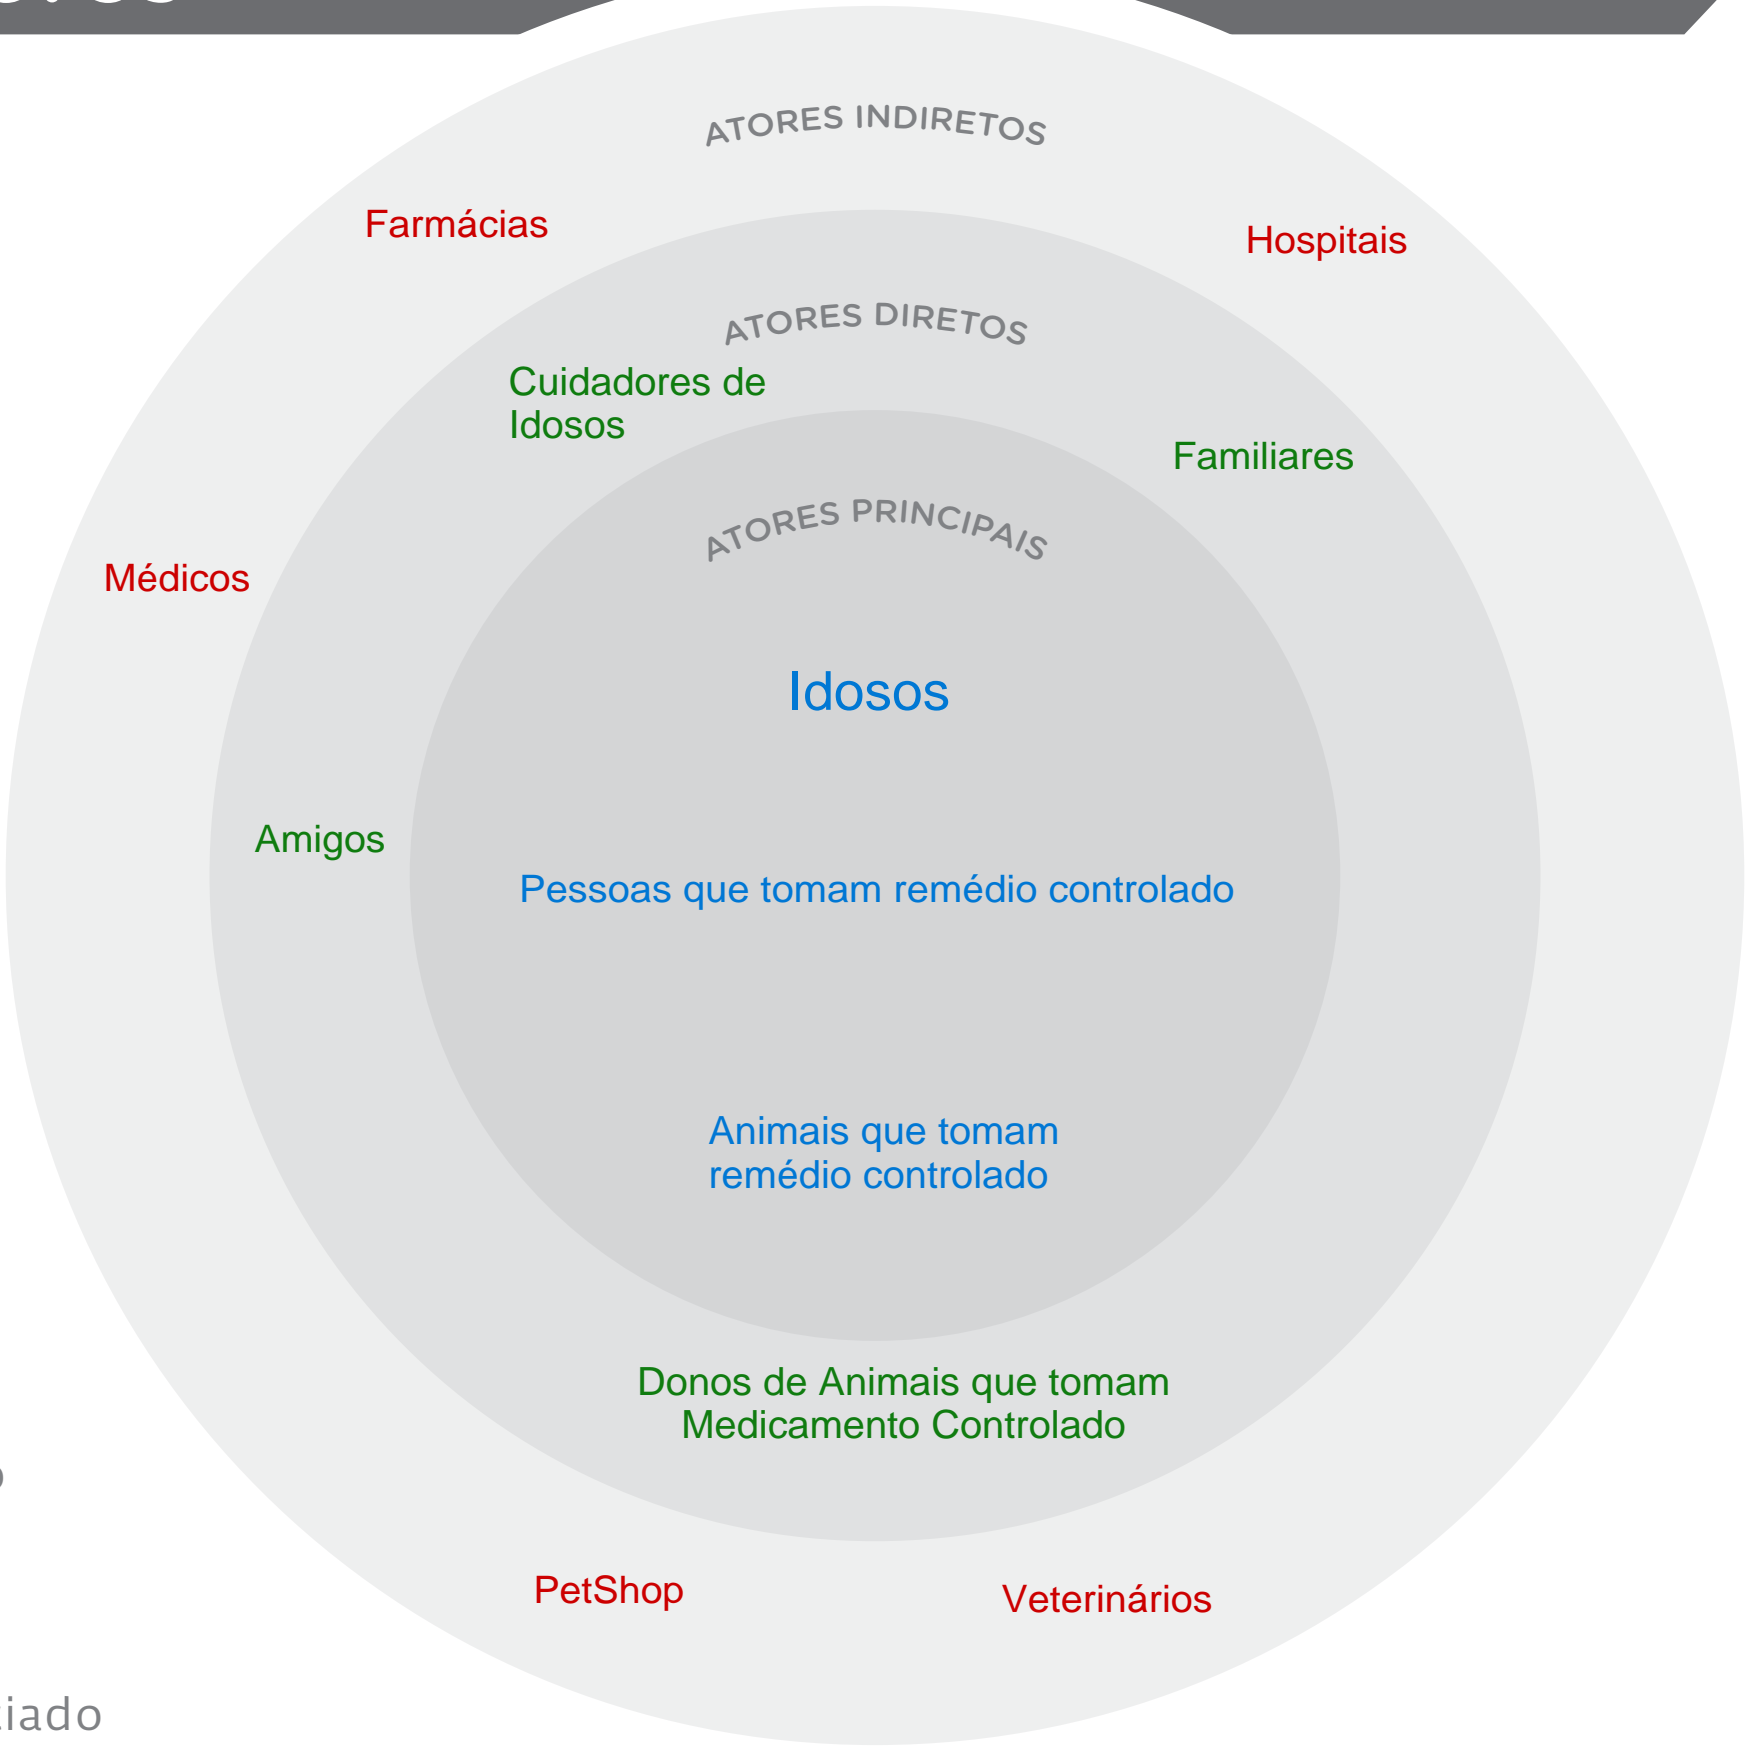 ATORES INDIRETOS
Farmácias
Hospitais
ATORES DIRETOS
Cuidadores de
Idosos
Familiares
ATORES PRINCIPAIS
Médicos
Idosos
Amigos
Pessoas que tomam remédio controlado
Animais que tomam
remédio controlado
Donos de Animais que tomam
Medicamento Controlado
PetShop
Veterinários